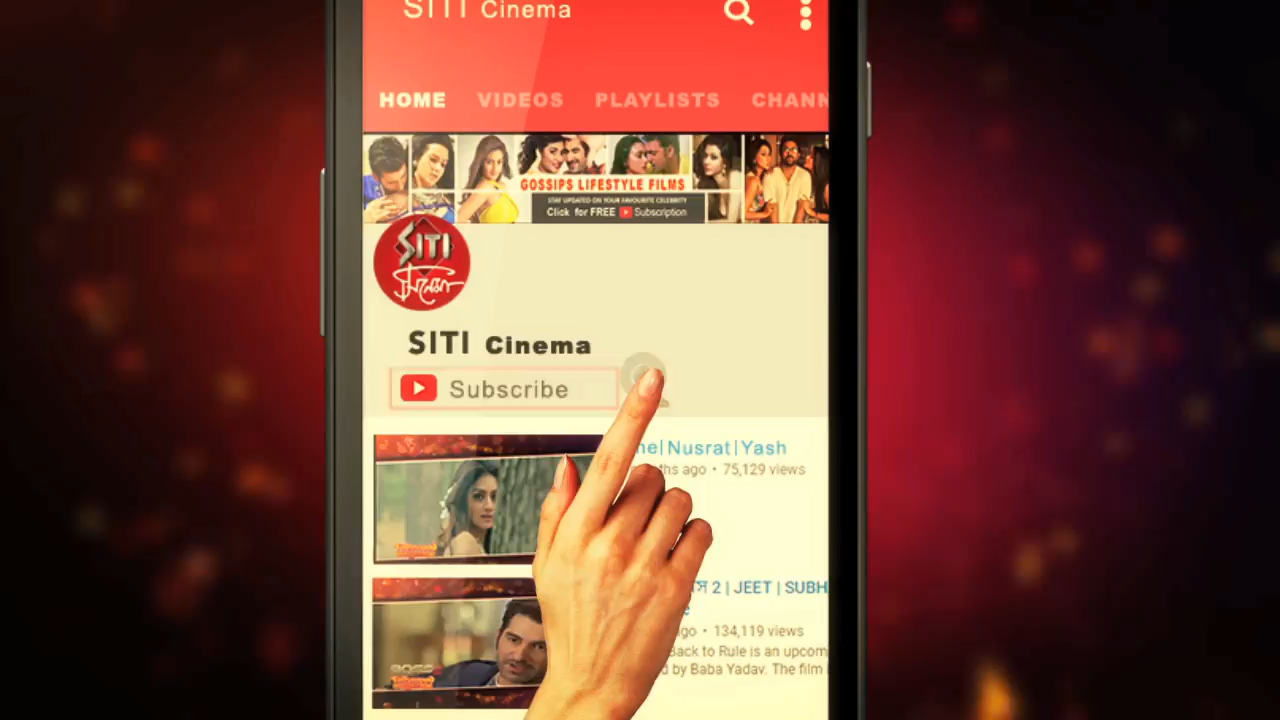 SITI Cinema
HOME VIDEOS PLAYLISTS CHANN
GOSSIPS LIFESTYLE FILMS
STAY UPDATED ON YOUR FAVOURITE CELEBRITY
Click for FREE Subscription
SITI
সিনেমা
SITI Cinema
Subscribe
ne|Nusrat|Yash
ths ago • 75,129 views
2 | JEET | SUBH
ago • 134,119 views
Back to Rule is an upcom
d by Baba Yadav. The film
BOSS